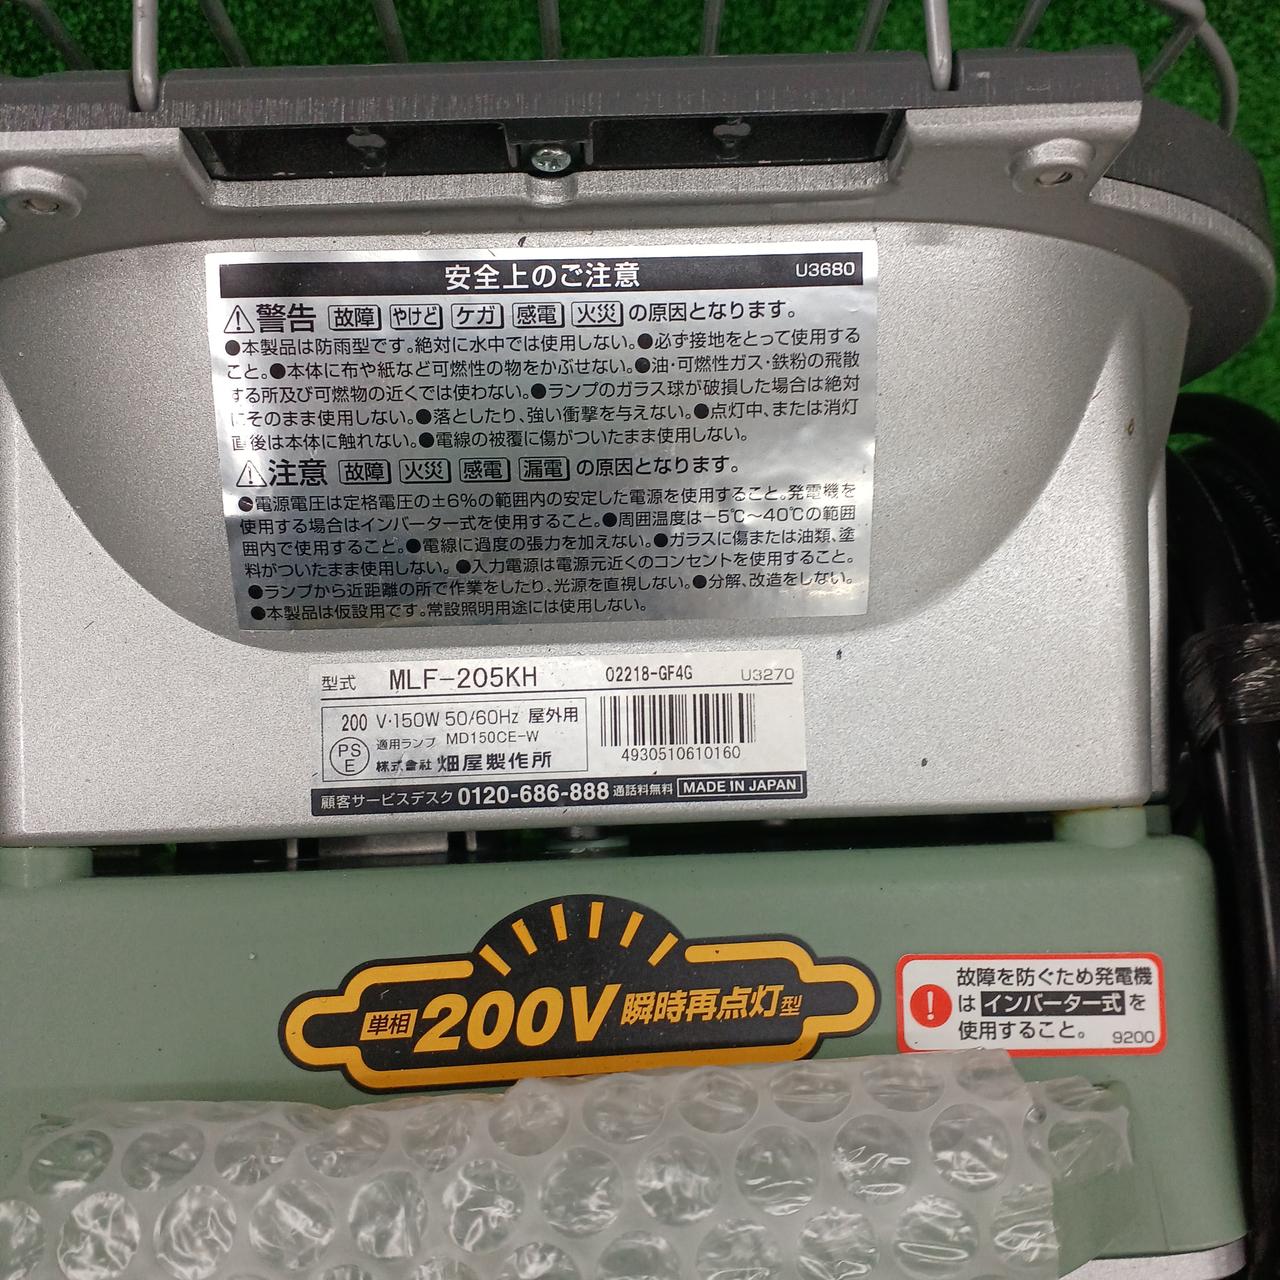 安全上のご注意 U3680
警告 故障 やけど ケガ 感電 火災 の原因となります。
●本製品は防雨型です。絶対に水中では使用しない。●必ず接地をとって使用する
こと。●本体に布や紙など可燃性の物をかぶせない。●油・可燃性ガス・鉄粉の飛散
する所及び可燃物の近くでは使わない。●ランプのガラス球が破損した場合は絶対
にそのまま使用しない。●落としたり、強い衝撃を与えない。●点灯中、または消灯
直後は本体に触れない。●電線の被覆に傷がついたまま使用しない。
注意 故障 火災 感電 漏電 の原因となります。
●電源電圧は定格電圧の±6%の範囲内の安定した電源を使用すること。発電機を
使用する場合はインバーター式を使用すること。●周囲温度は−5℃〜40℃の範囲
囲内で使用すること。●電線に過度の張力を加えない。●ガラスに傷または油類、塗
料がついたまま使用しない。●入力電源は電源元近くのコンセントを使用すること。
●ランプから近距離の所で作業をしたり、光源を直視しない。●分解、改造をしない。
●本製品は仮設用です。常設照明用途には使用しない。
型式 MLF-205KH 02218-GF4G U3270
200 V・150W 50/60Hz 屋外用
適用ランプ MD150CE-W
PS
E
株式會社 畑屋製作所
4930510610160
顧客サービスデスク 0120-686-888 通話料無料 MADE IN JAPAN
単相 200V 瞬時再点灯型
! 故障を防ぐため発電機
は インバーター式 を
使用すること。 9200